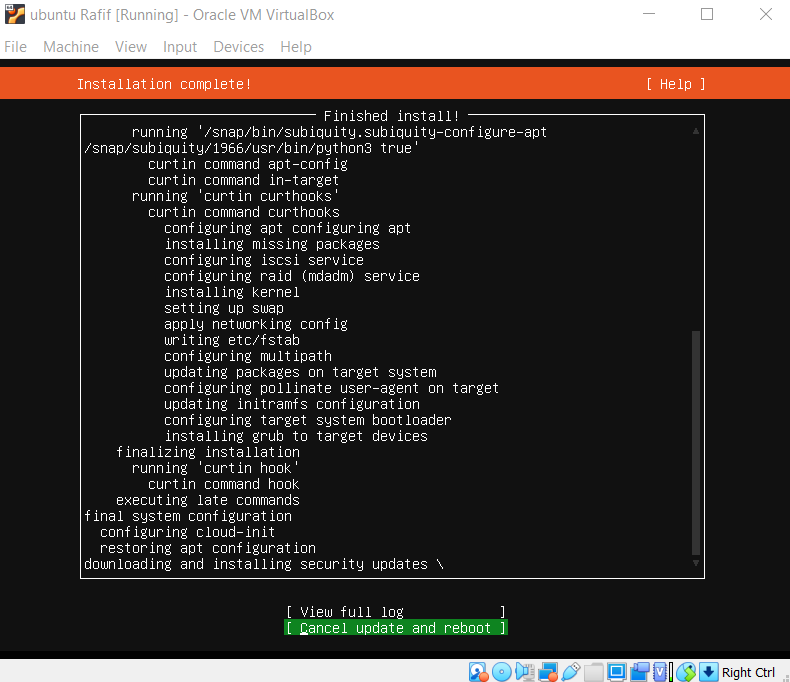 ubuntu Rafif [Running] - Oracle VM VirtualBox
File Machine View Input Devices Help
Installation complete! [ Help ]
Finished install!
running '/snap/bin/subiquity.subiquity-configure-apt
/snap/subiquity/1966/usr/bin/python3 true'
curtin command apt-config
curtin command in-target
running 'curtin curthooks'
curtin command curthooks
configuring apt configuring apt
installing missing packages
configuring iscsi service
configuring raid (mdadm) service
installing kernel
setting up swap
apply networking config
writing etc/fstab
configuring multipath
updating packages on target system
configuring pollinate user-agent on target
updating initramfs configuration
configuring target system bootloader
installing grub to target devices
finalizing installation
running 'curtin hook'
curtin command hook
executing late commands
final system configuration
configuring cloud-init
restoring apt configuration
downloading and installing security updates \
[ View full log ]
[ Cancel update and reboot ]
Right Ctrl